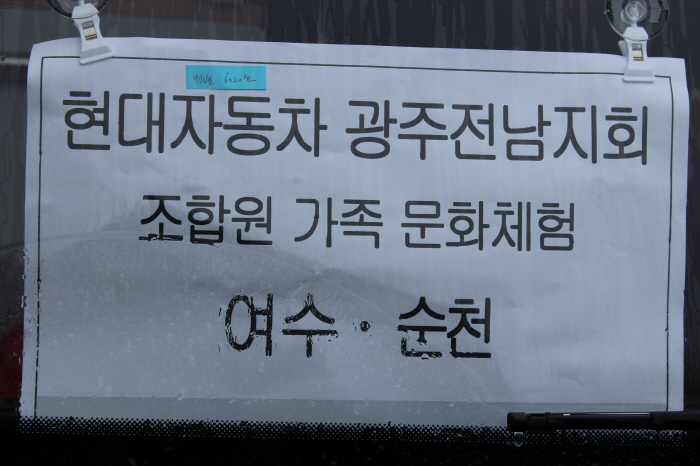 현대자동차 광주전남지회
조합원 가족 문화체험
여수·순천